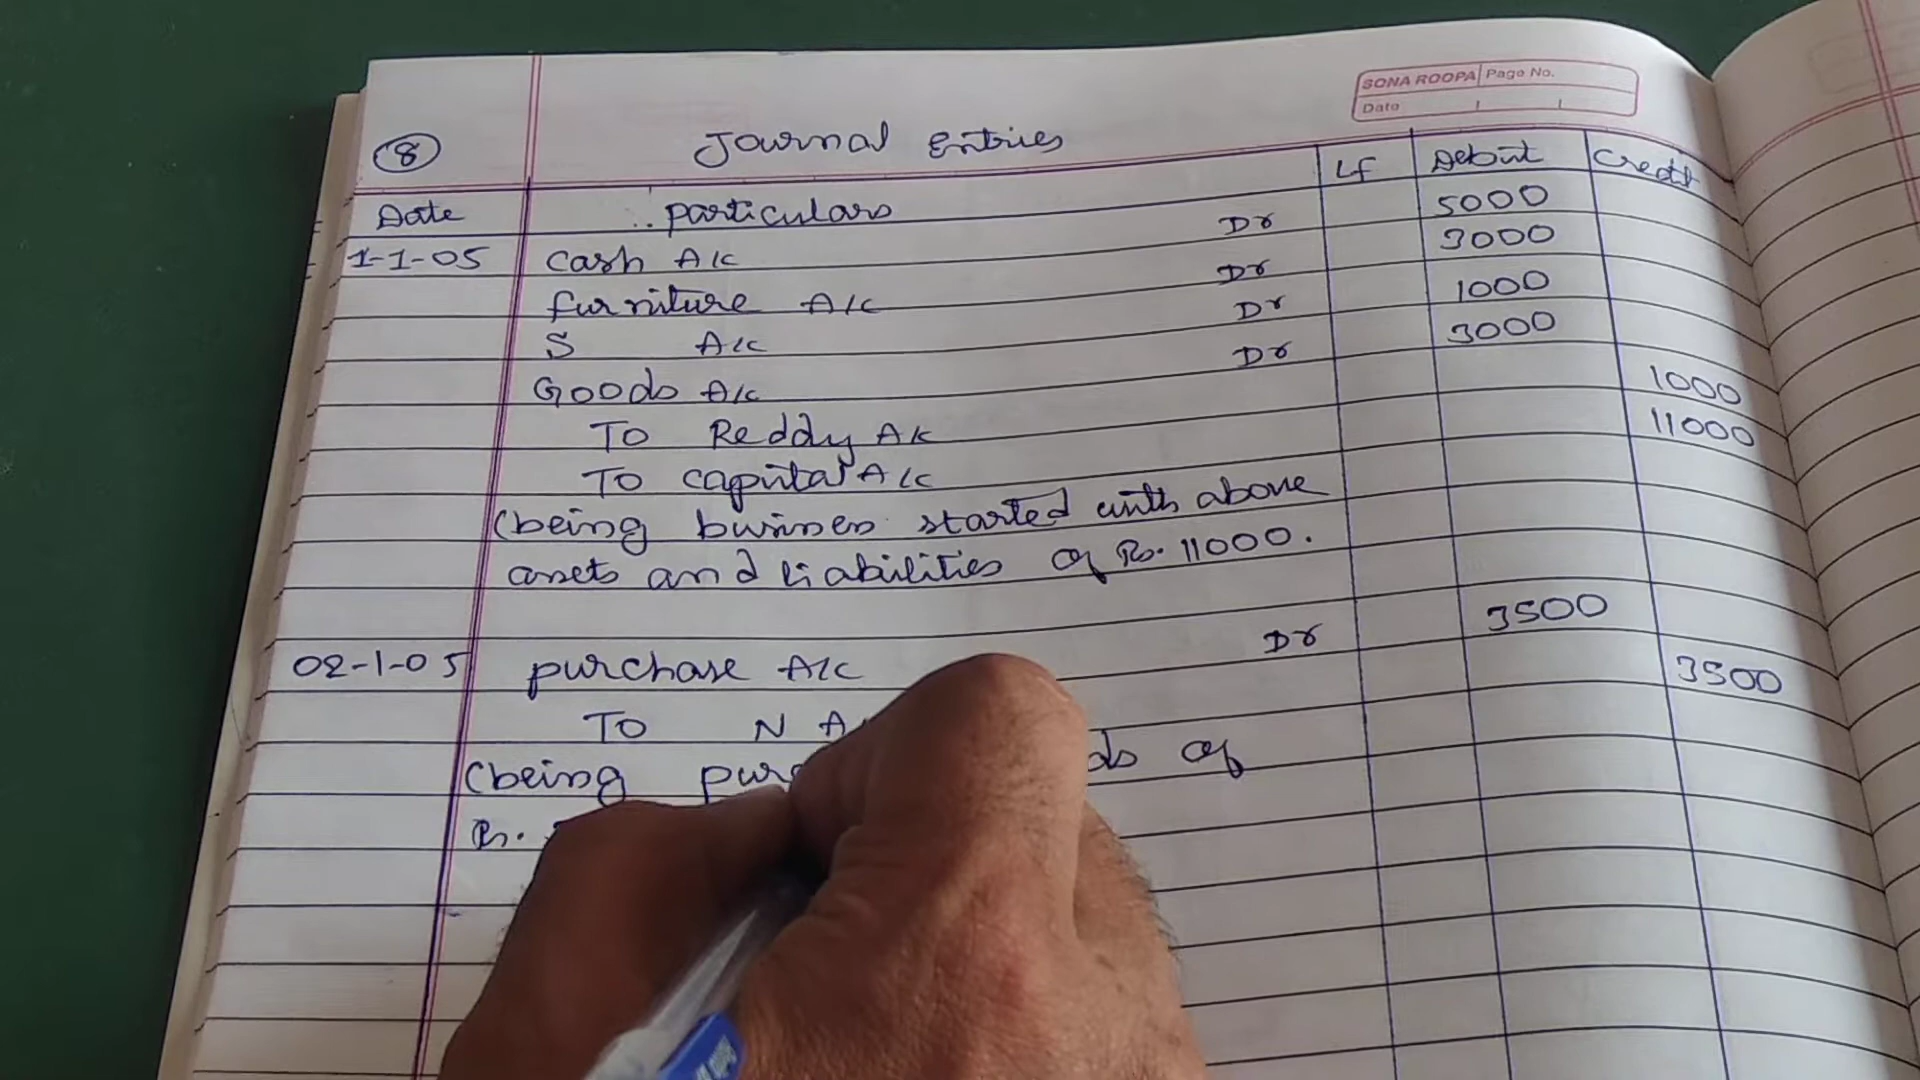 SONA ROOPA Page No.
Date
8 Journal Entries
Date particulars LF Debit Credit
1-1-05 Cash A/c Dr 5000
furniture A/c Dr 3000
S A/c Dr 1000
Goods A/c Dr 3000
To Reddy A/c 1000
To capital A/c 11000
(being business started with above
assets and liabilities of Rs. 11000.
02-1-05 purchase A/c Dr 3500
To N 3500
(being of
Rs.